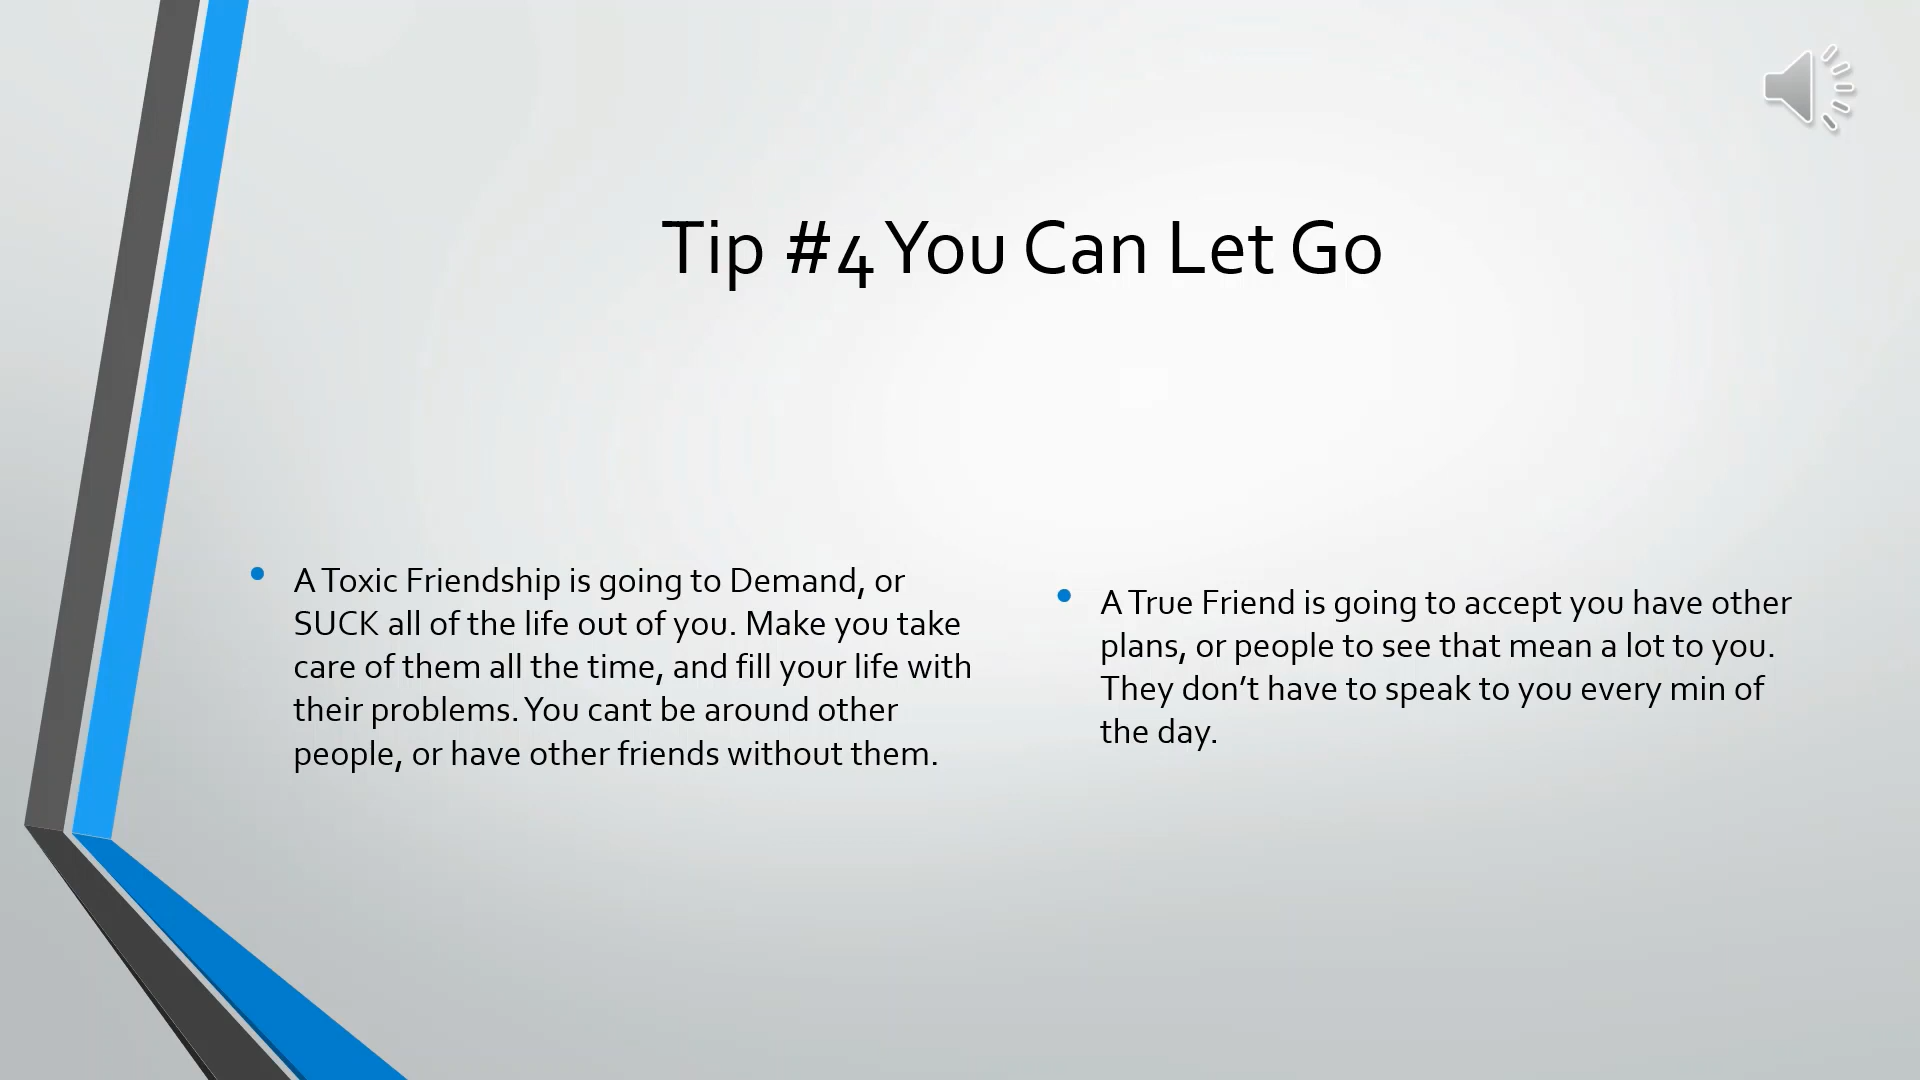 Tip #4 You Can Let Go
A Toxic Friendship is going to Demand, or
SUCK all of the life out of you. Make you take
care of them all the time, and fill your life with
their problems. You cant be around other
people, or have other friends without them.
A True Friend is going to accept you have other
plans, or people to see that mean a lot to you.
They don’t have to speak to you every min of
the day.